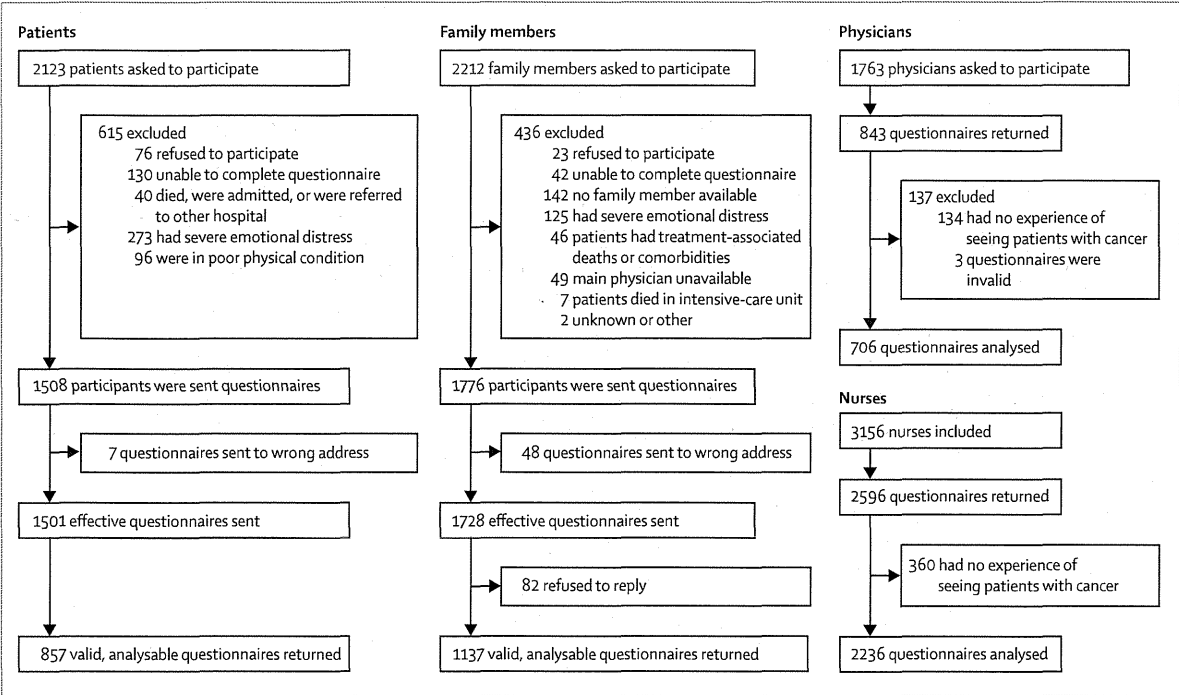 Patients
2123 patients asked to participate
615 excluded
76 refused to participate
130 unable to complete questionnaire
40 died, were admitted, or were referred
to other hospital
273 had severe emotional distress
96 were in poor physical condition
1508 participants were sent questionnaires
7 questionnaires sent to wrong address
1501 effective questionnaires sent
857 valid, analysable questionnaires returned
Family members
2212 family members asked to participate
436 excluded
23 refused to participate
42 unable to complete questionnaire
142 no family member available
125 had severe emotional distress
46 patients had treatment-associated
deaths or comorbidities
49 main physician unavailable
7 patients died in intensive-care unit
2 unknown or other
1776 participants were sent questionnaires
48 questionnaires sent to wrong address
1728 effective questionnaires sent
82 refused to reply
1137 valid, analysable questionnaires returned
Physicians
1763 physicians asked to participate
843 questionnaires returned
137 excluded
134 had no experience of
seeing patients with cancer
3 questionnaires were
invalid
706 questionnaires analysed
Nurses
3156 nurses included
2596 questionnaires returned
360 had no experience of
seeing patients with cancer
2236 questionnaires analysed